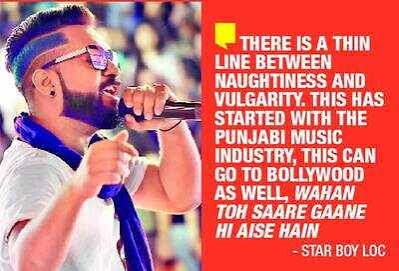 THERE IS A THIN
LINE BETWEEN
NAUGHTINESS AND
VULGARITY. THIS HAS
STARTED WITH THE
PUNJABI MUSIC
INDUSTRY, THIS CAN
GO TO BOLLYWOOD
AS WELL, WAHAN
TOH SAARE GAANE
HI AISE HAIN
- STAR BOY LOC